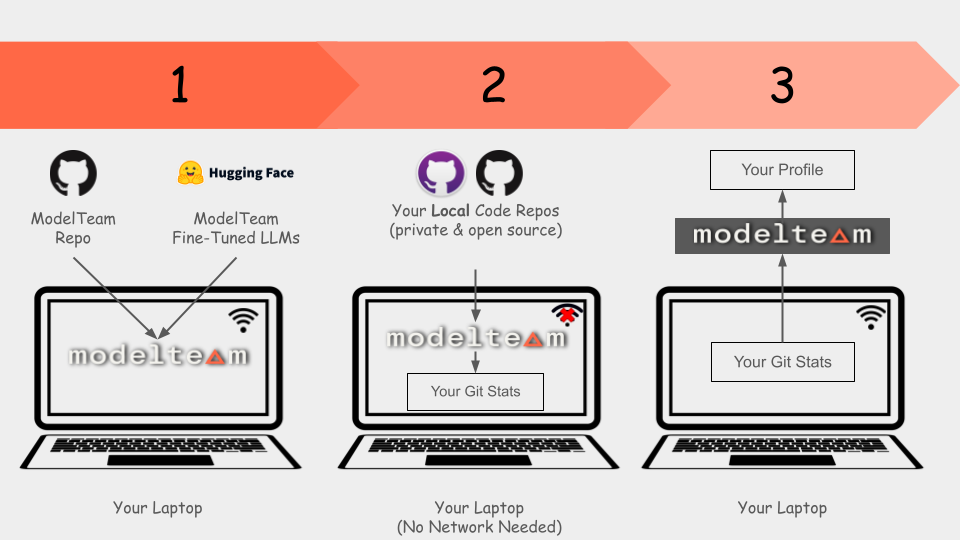 1
2
3
Hugging Face
ModelTeam
Repo
ModelTeam
Fine-Tuned LLMs
Your Local Code Repos
(private & open source)
Your Profile
modelteam
modelteam
modelteam
Your Git Stats
Your Git Stats
Your Laptop
Your Laptop
(No Network Needed)
Your Laptop